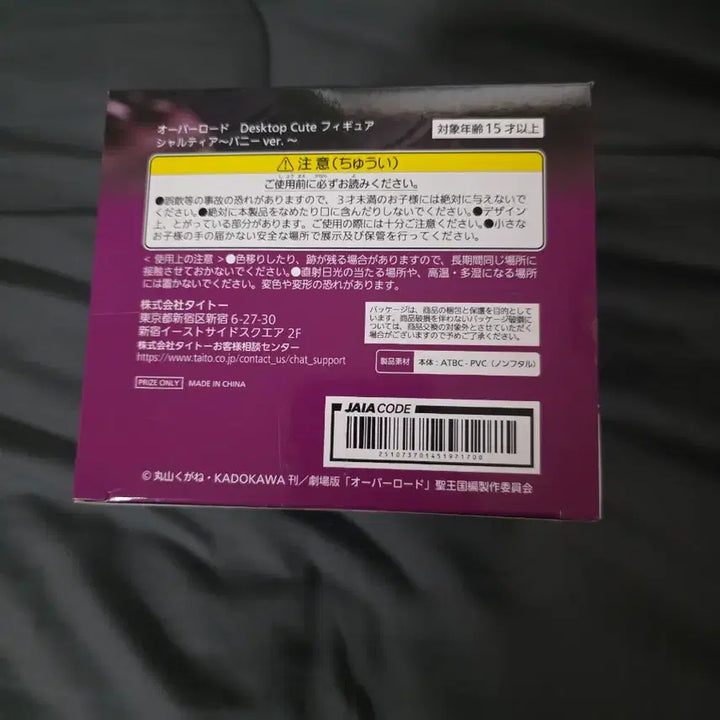 オーバーロード Desktop Cute フィギュア
シャルティア～バニー ver.～
対象年齢15才以上
⚠注意(ちゅうい)
ご使用前に必ずお読みください。
●誤飲等の事故の恐れがありますので、3才未満のお子様には絶対に与えないで
ください。●絶対に本製品をなめたり口に含んだりしないでください。●デザイン
上、とがっている部分があります。ご使用の際には十分ご注意ください。●小さな
お子様の手の届かない安全な場所で展示及び保管を行ってください。
< 使用上の注意 >●色移りしたり、跡が残る場合がありますので、長期間同じ場所に
接触させておかないでください。●直射日光の当たる場所や、高温・多湿になる場所
には置かないでください。変色や変形の恐れがあります。
株式会社タイトー
東京都新宿区新宿 6-27-30
新宿イーストサイドスクエア 2F
株式会社タイトーお客様相談センター
https://www.taito.co.jp/contact_us/chat_support
パッケージは、商品の梱包と保護を目的として
います。商品破損を伴わないパッケージ破損に
ついては、商品交換の対象外とさせていただく
場合がございますので予めご了承ください。
製品素材 本体:ATBC-PVC(ノンフタル)
PRIZE ONLY MADE IN CHINA
JAIA CODE
© 丸山くがね・KADOKAWA 刊／劇場版「オーバーロード」聖王国編製作委員会